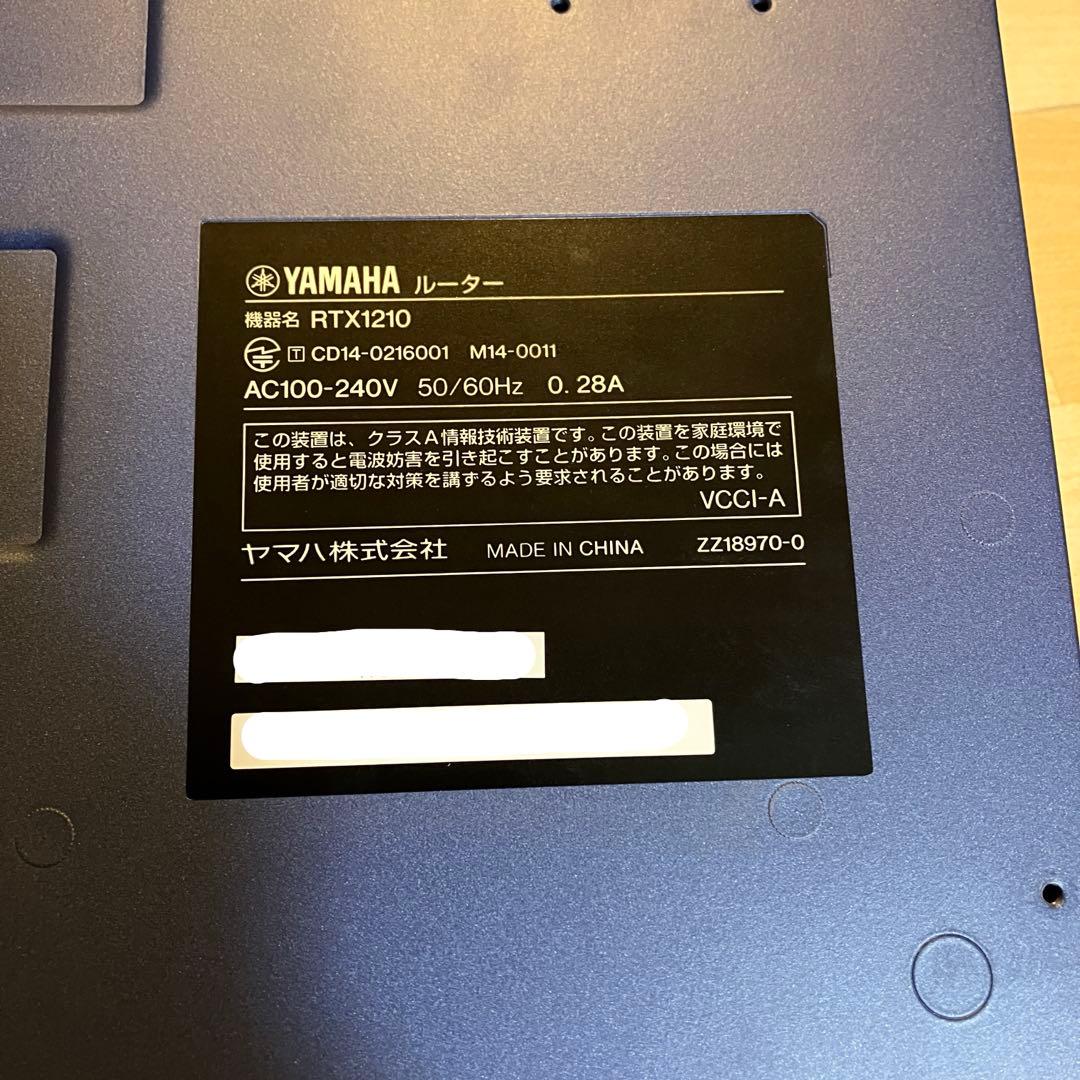 YAMAHA ルーター
機器名 RTX1210
T CD14-0216001 M14-0011
AC100-240V 50/60Hz 0.28A
この装置は、クラスA情報技術装置です。この装置を家庭環境で
使用すると電波妨害を引き起こすことがあります。この場合には
使用者が適切な対策を講ずるよう要求されることがあります。
VCCI-A
ヤマハ株式会社 MADE IN CHINA ZZ18970-0